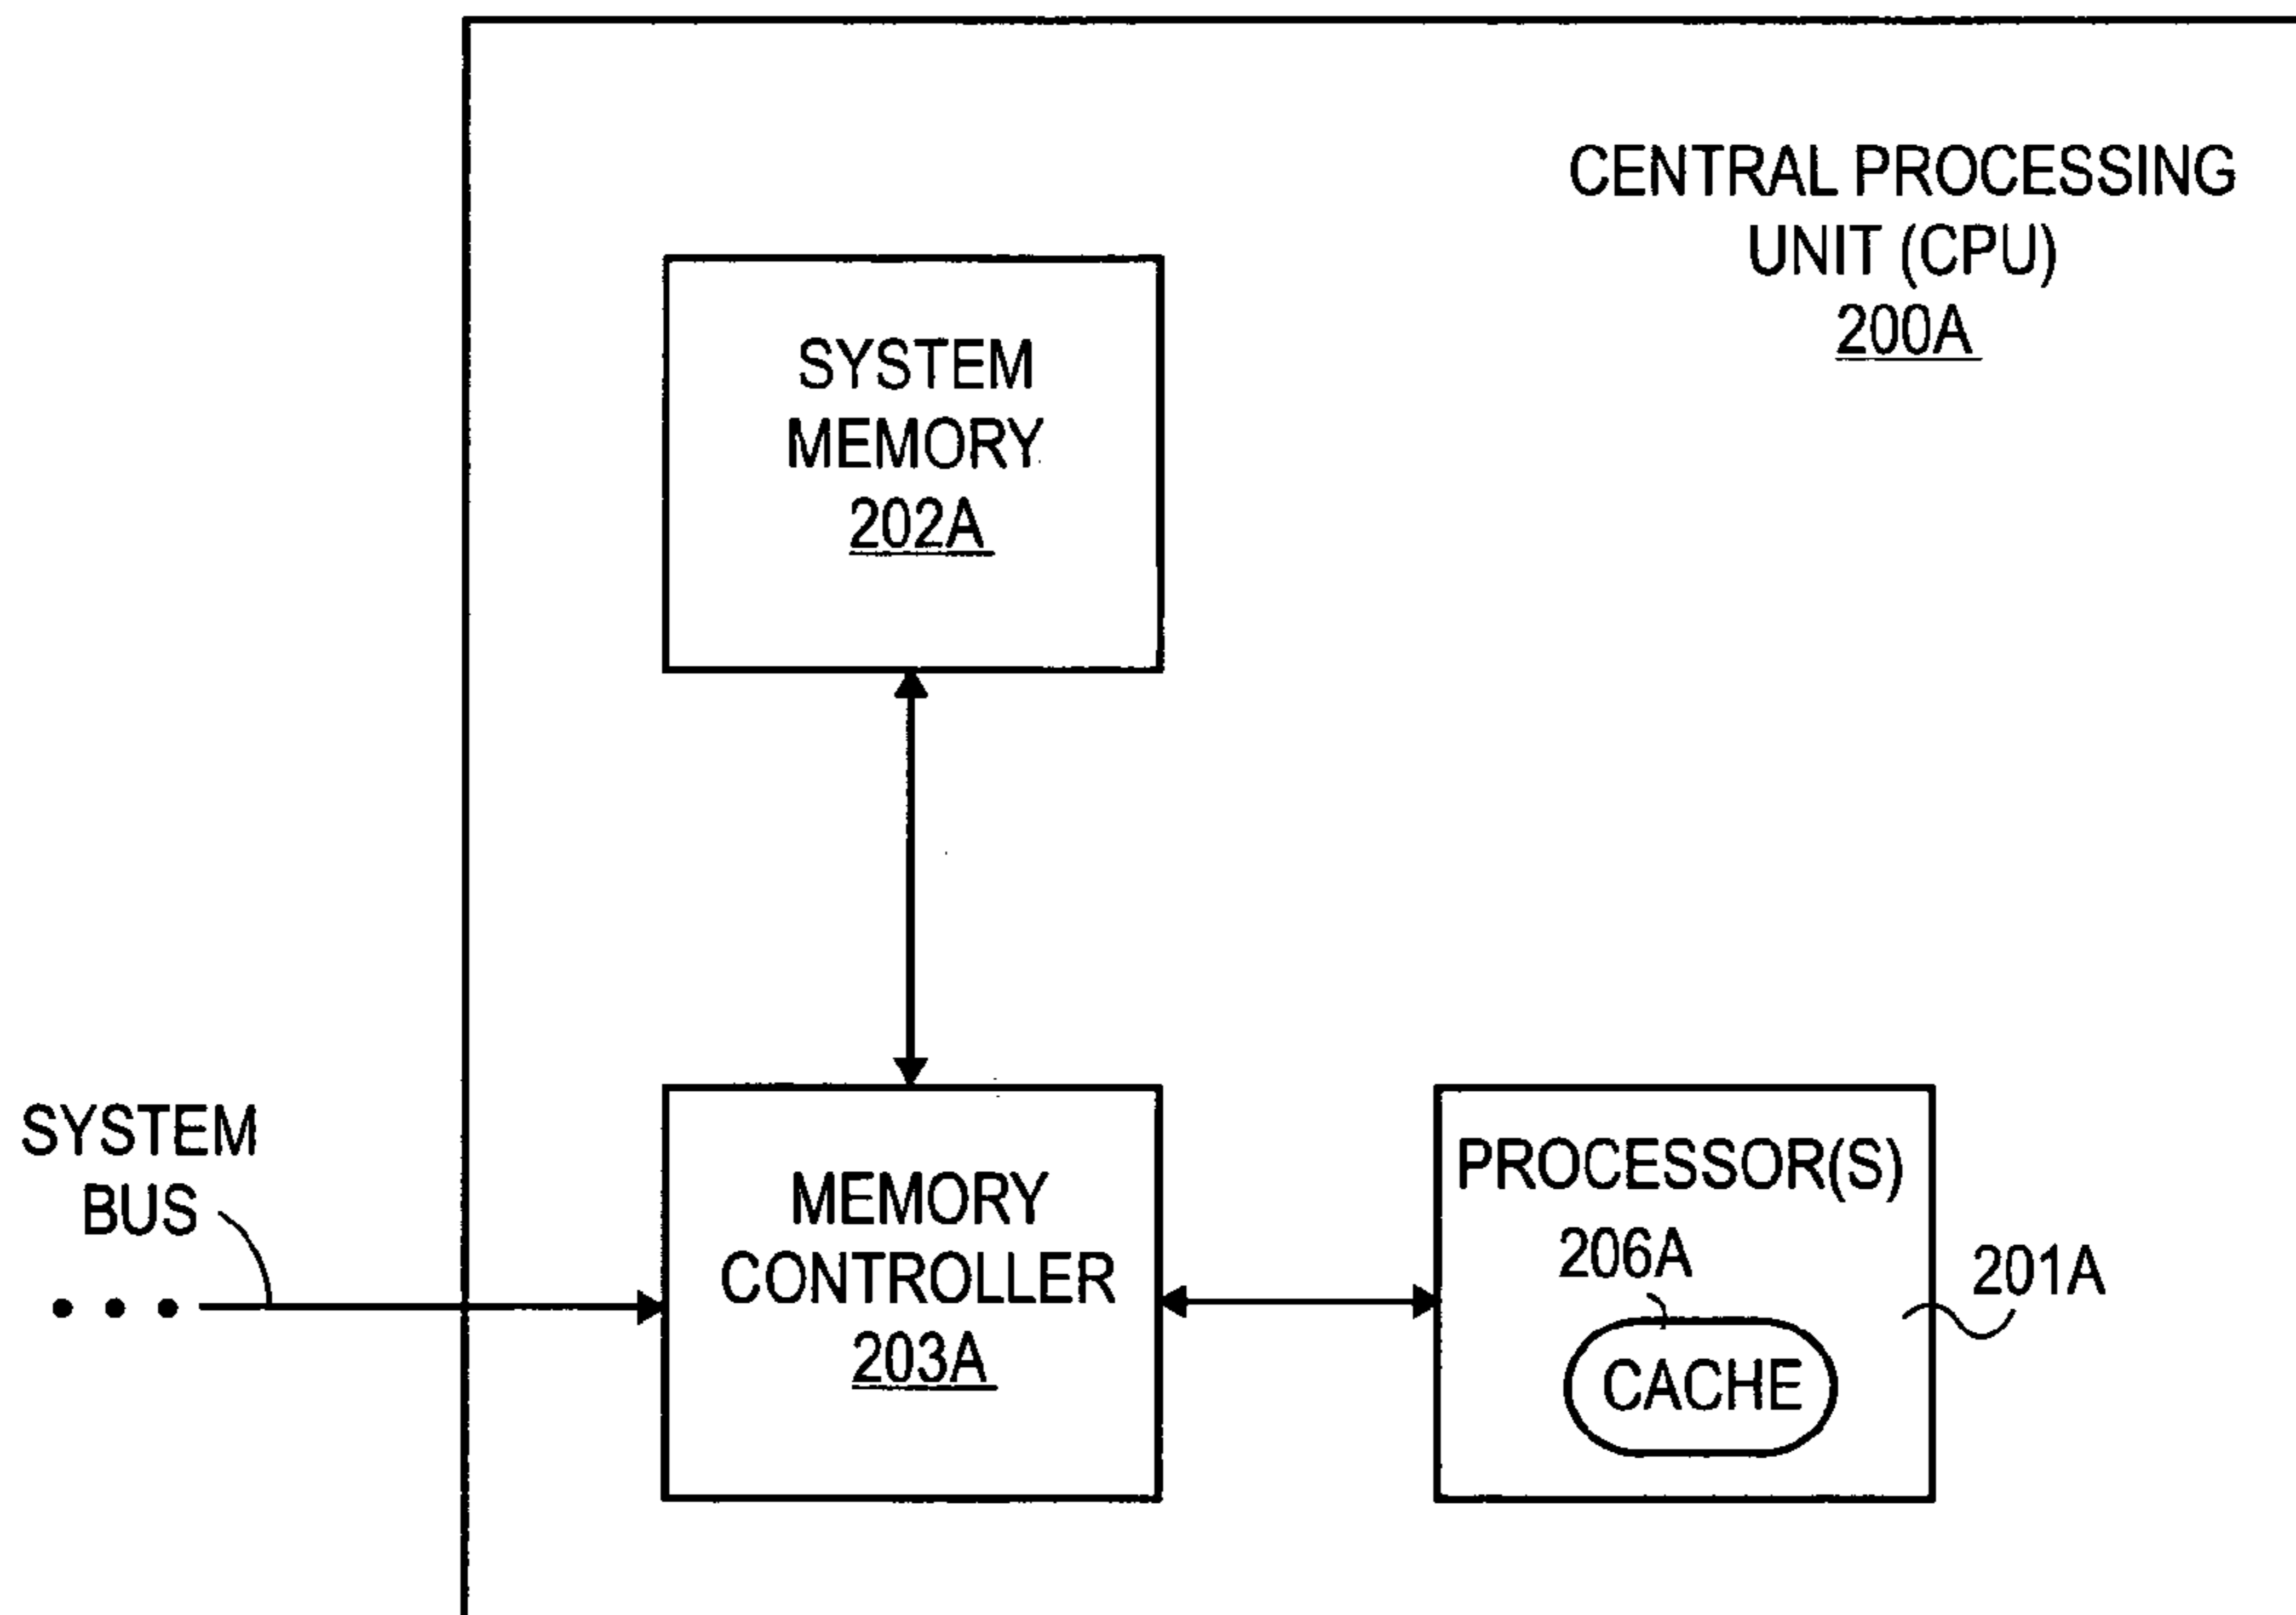 CENTRAL PROCESSING
UNIT (CPU)
200A
SYSTEM
MEMORY
202A
SYSTEM
BUS
MEMORY
CONTROLLER
203A
PROCESSOR(S)
206A
201A
CACHE